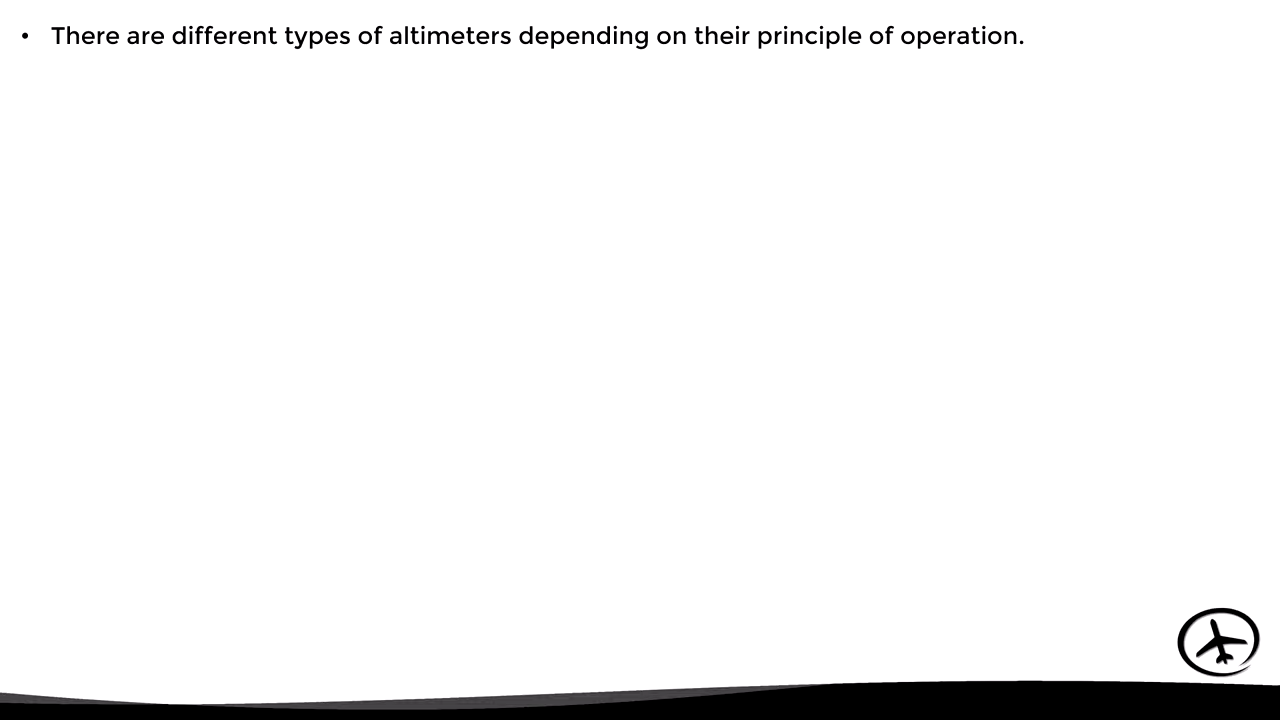 • There are different types of altimeters depending on their principle of operation.